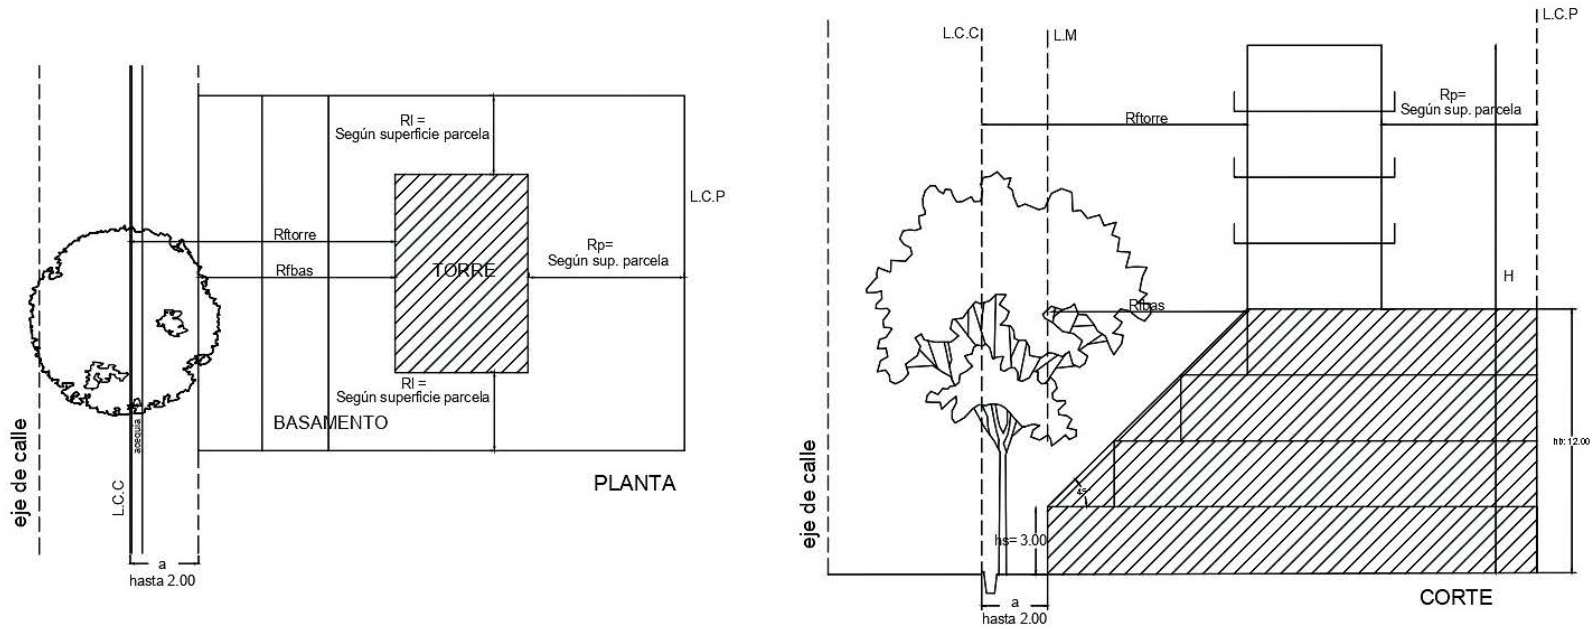 Rl =
Según superficie parcela
L.C.P
Rftorre
Rfbas
TORRE
Rp=
Según sup. parcela
Rl =
Según superficie parcela
BASAMENTO
acequia
L.C.C
eje de calle
PLANTA
a
hasta 2.00
L.C.C
L.M
L.C.P
Rftorre
Rp=
Según sup. parcela
H
Rfbas
hb: 12.00
45°
hs= 3.00
eje de calle
a
hasta 2.00
CORTE